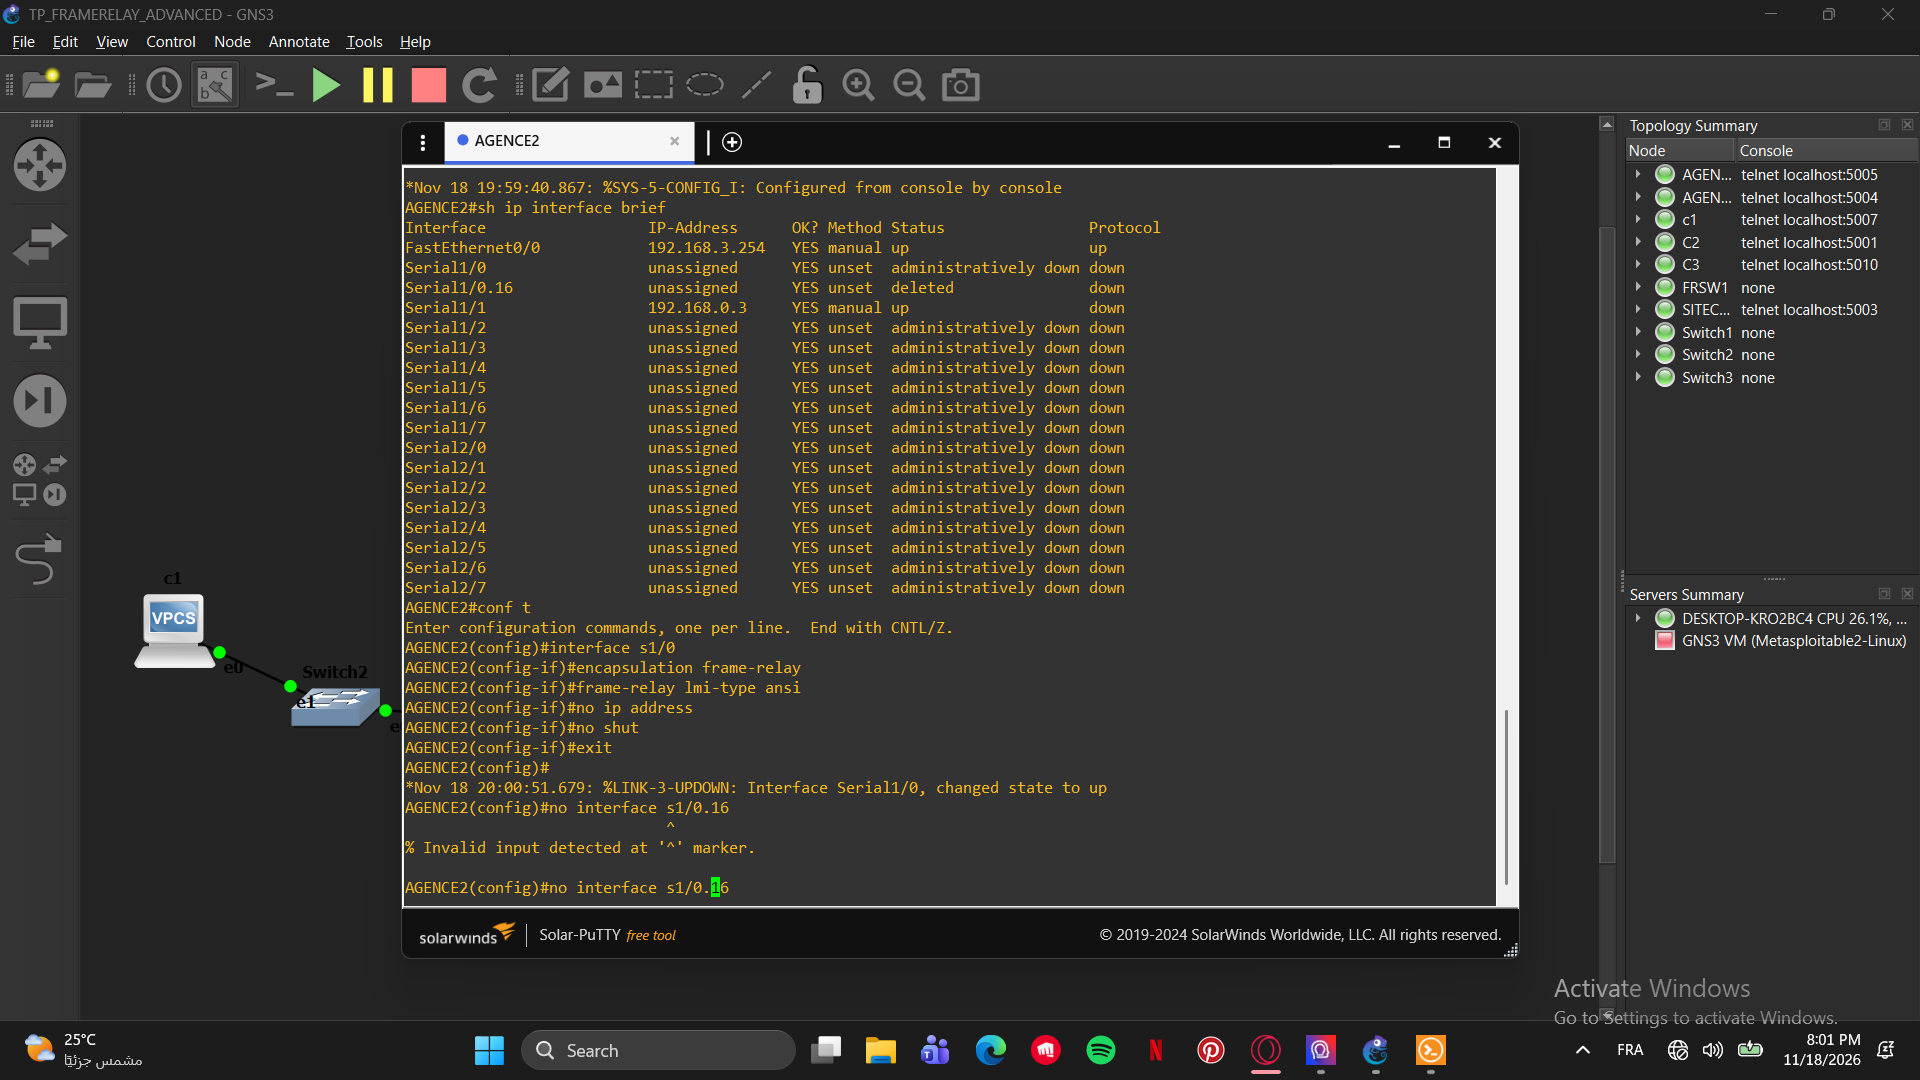 TP_FRAMERELAY_ADVANCED - GNS3
File Edit View Control Node Annotate Tools Help
AGENCE2
*Nov 18 19:59:40.867: %SYS-5-CONFIG_I: Configured from console by console
AGENCE2#sh ip interface brief
Interface IP-Address OK? Method Status Protocol
FastEthernet0/0 192.168.3.254 YES manual up up
Serial1/0 unassigned YES unset administratively down down
Serial1/0.16 unassigned YES unset deleted down
Serial1/1 192.168.0.3 YES manual up down
Serial1/2 unassigned YES unset administratively down down
Serial1/3 unassigned YES unset administratively down down
Serial1/4 unassigned YES unset administratively down down
Serial1/5 unassigned YES unset administratively down down
Serial1/6 unassigned YES unset administratively down down
Serial1/7 unassigned YES unset administratively down down
Serial2/0 unassigned YES unset administratively down down
Serial2/1 unassigned YES unset administratively down down
Serial2/2 unassigned YES unset administratively down down
Serial2/3 unassigned YES unset administratively down down
Serial2/4 unassigned YES unset administratively down down
Serial2/5 unassigned YES unset administratively down down
Serial2/6 unassigned YES unset administratively down down
Serial2/7 unassigned YES unset administratively down down
AGENCE2#conf t
Enter configuration commands, one per line. End with CNTL/Z.
AGENCE2(config)#interface s1/0
AGENCE2(config-if)#encapsulation frame-relay
AGENCE2(config-if)#frame-relay lmi-type ansi
AGENCE2(config-if)#no ip address
AGENCE2(config-if)#no shut
AGENCE2(config-if)#exit
AGENCE2(config)#
*Nov 18 20:00:51.679: %LINK-3-UPDOWN: Interface Serial1/0, changed state to up
AGENCE2(config)#no interface s1/0.16
^
% Invalid input detected at '^' marker.
AGENCE2(config)#no interface s1/0.16
solarwinds
Solar-PuTTY free tool
© 2019-2024 SolarWinds Worldwide, LLC. All rights reserved.
c1
VPCS
e0
Switch2
e1
Topology Summary
Node Console
AGEN... telnet localhost:5005
AGEN... telnet localhost:5004
c1 telnet localhost:5007
C2 telnet localhost:5001
C3 telnet localhost:5010
FRSW1 none
SITEC... telnet localhost:5003
Switch1 none
Switch2 none
Switch3 none
Servers Summary
DESKTOP-KRO2BC4 CPU 26.1%, ...
GNS3 VM (Metasploitable2-Linux)
Activate Windows
Go to Settings to activate Windows.
25°C
مشمس جزئيًا
Search
FRA
8:01 PM
11/18/2026